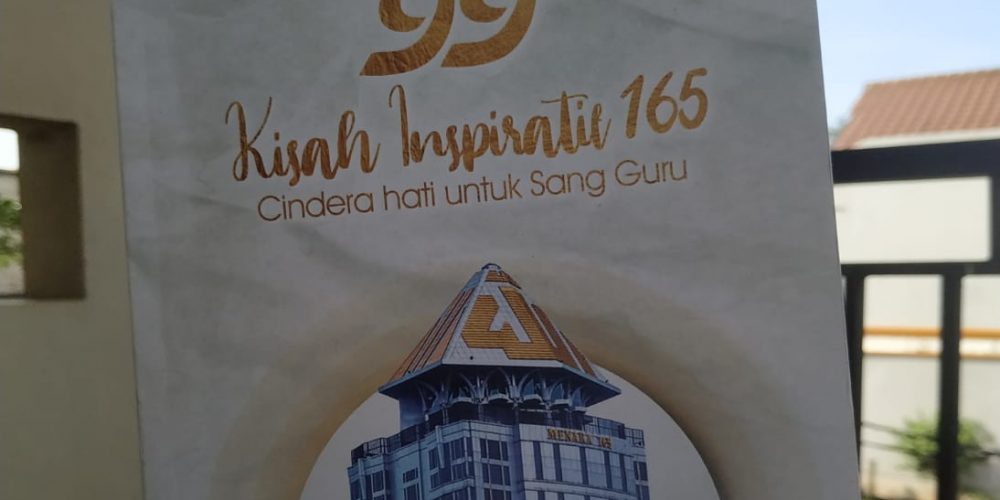 99
Kisah Inspiratif 165
Cindera hati untuk Sang Guru
MENARA 165